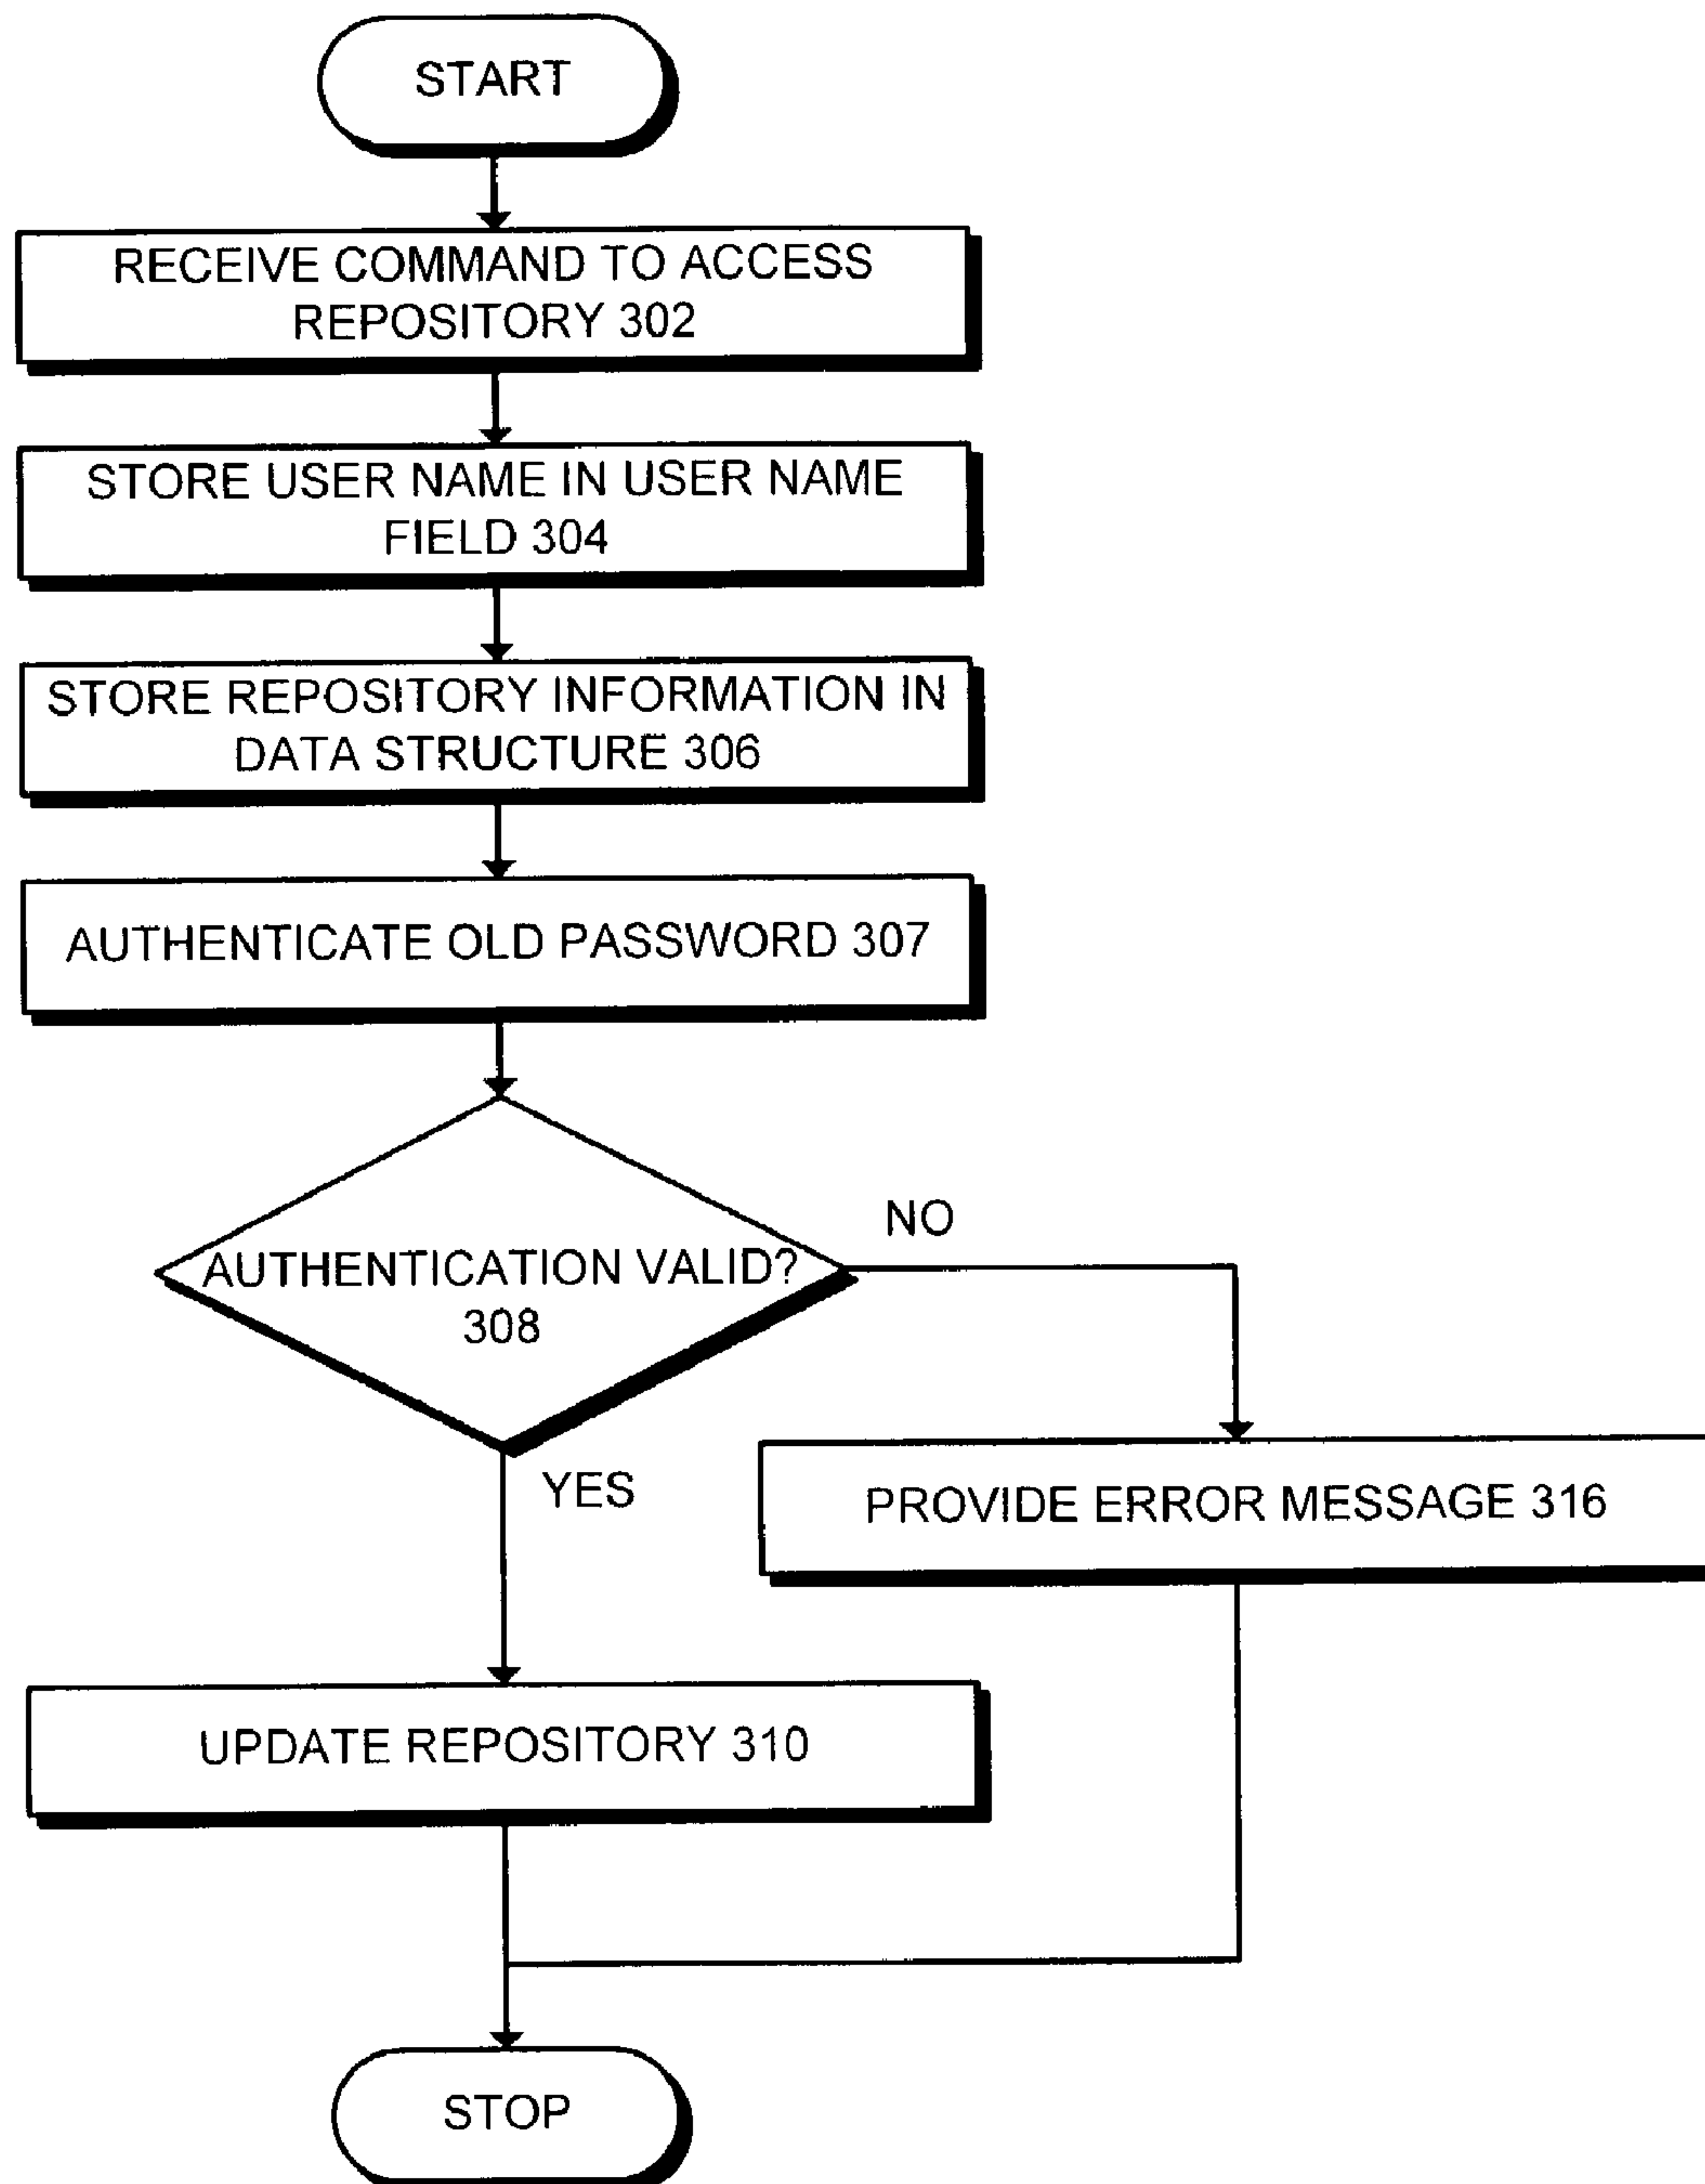 START
RECEIVE COMMAND TO ACCESS
REPOSITORY 302
STORE USER NAME IN USER NAME
FIELD 304
STORE REPOSITORY INFORMATION IN
DATA STRUCTURE 306
AUTHENTICATE OLD PASSWORD 307
AUTHENTICATION VALID?
308
NO
YES
PROVIDE ERROR MESSAGE 316
UPDATE REPOSITORY 310
STOP